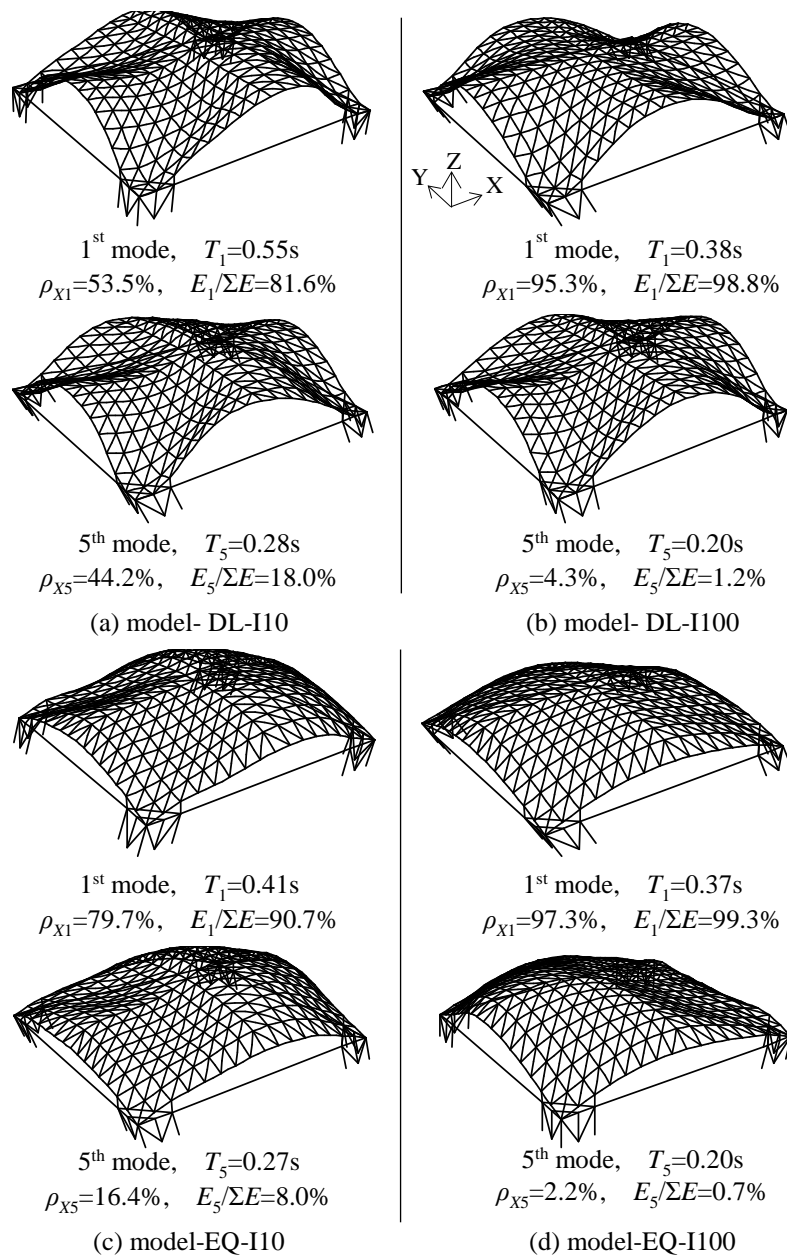 Z
Y
X
1st mode, T1=0.55s
ρX1=53.5%, E1/ΣE=81.6%
5th mode, T5=0.28s
ρX5=44.2%, E5/ΣE=18.0%
(a) model- DL-I10
1st mode, T1=0.38s
ρX1=95.3%, E1/ΣE=98.8%
5th mode, T5=0.20s
ρX5=4.3%, E5/ΣE=1.2%
(b) model- DL-I100
1st mode, T1=0.41s
ρX1=79.7%, E1/ΣE=90.7%
5th mode, T5=0.27s
ρX5=16.4%, E5/ΣE=8.0%
(c) model-EQ-I10
1st mode, T1=0.37s
ρX1=97.3%, E1/ΣE=99.3%
5th mode, T5=0.20s
ρX5=2.2%, E5/ΣE=0.7%
(d) model-EQ-I100